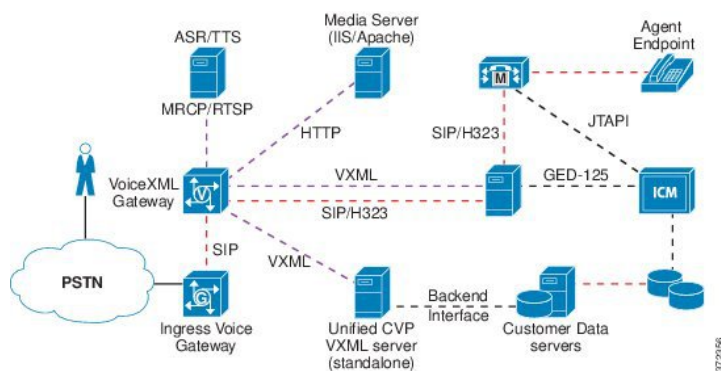 ASR/TTS
MRCP/RTSP
Media Server
(IIS/Apache)
Agent
Endpoint
M
HTTP
SIP/H323
JTAPI
VoiceXML
Gateway
V
VXML
GED-125
ICM
SIP/H323
SIP
VXML
PSTN
G
Ingress Voice
Gateway
Unified CVP
VXML server
(standalone)
Backend
Interface
Customer Data
servers
372356